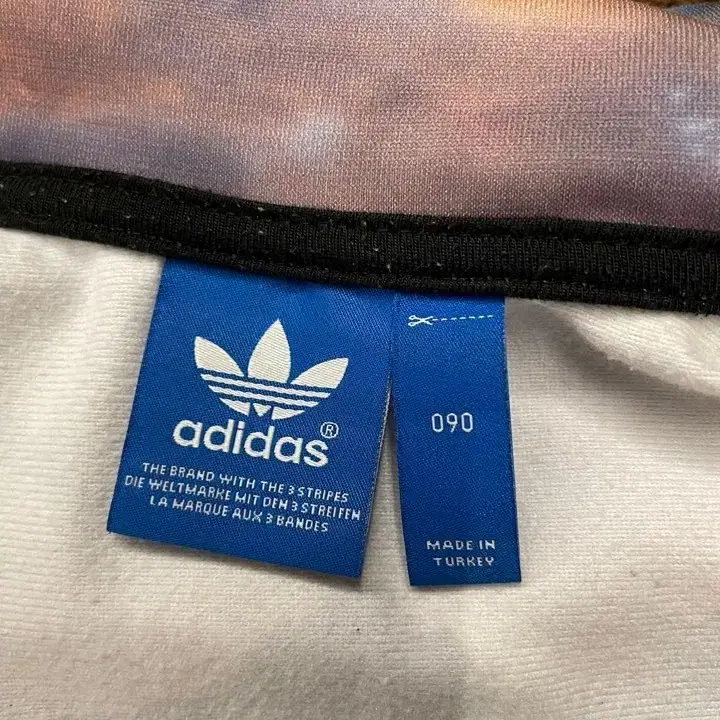 adidas®
THE BRAND WITH THE 3 STRIPES
DIE WELTMARKE MIT DEN 3 STREIFEN
LA MARQUE AUX 3 BANDES
090
MADE IN
TURKEY